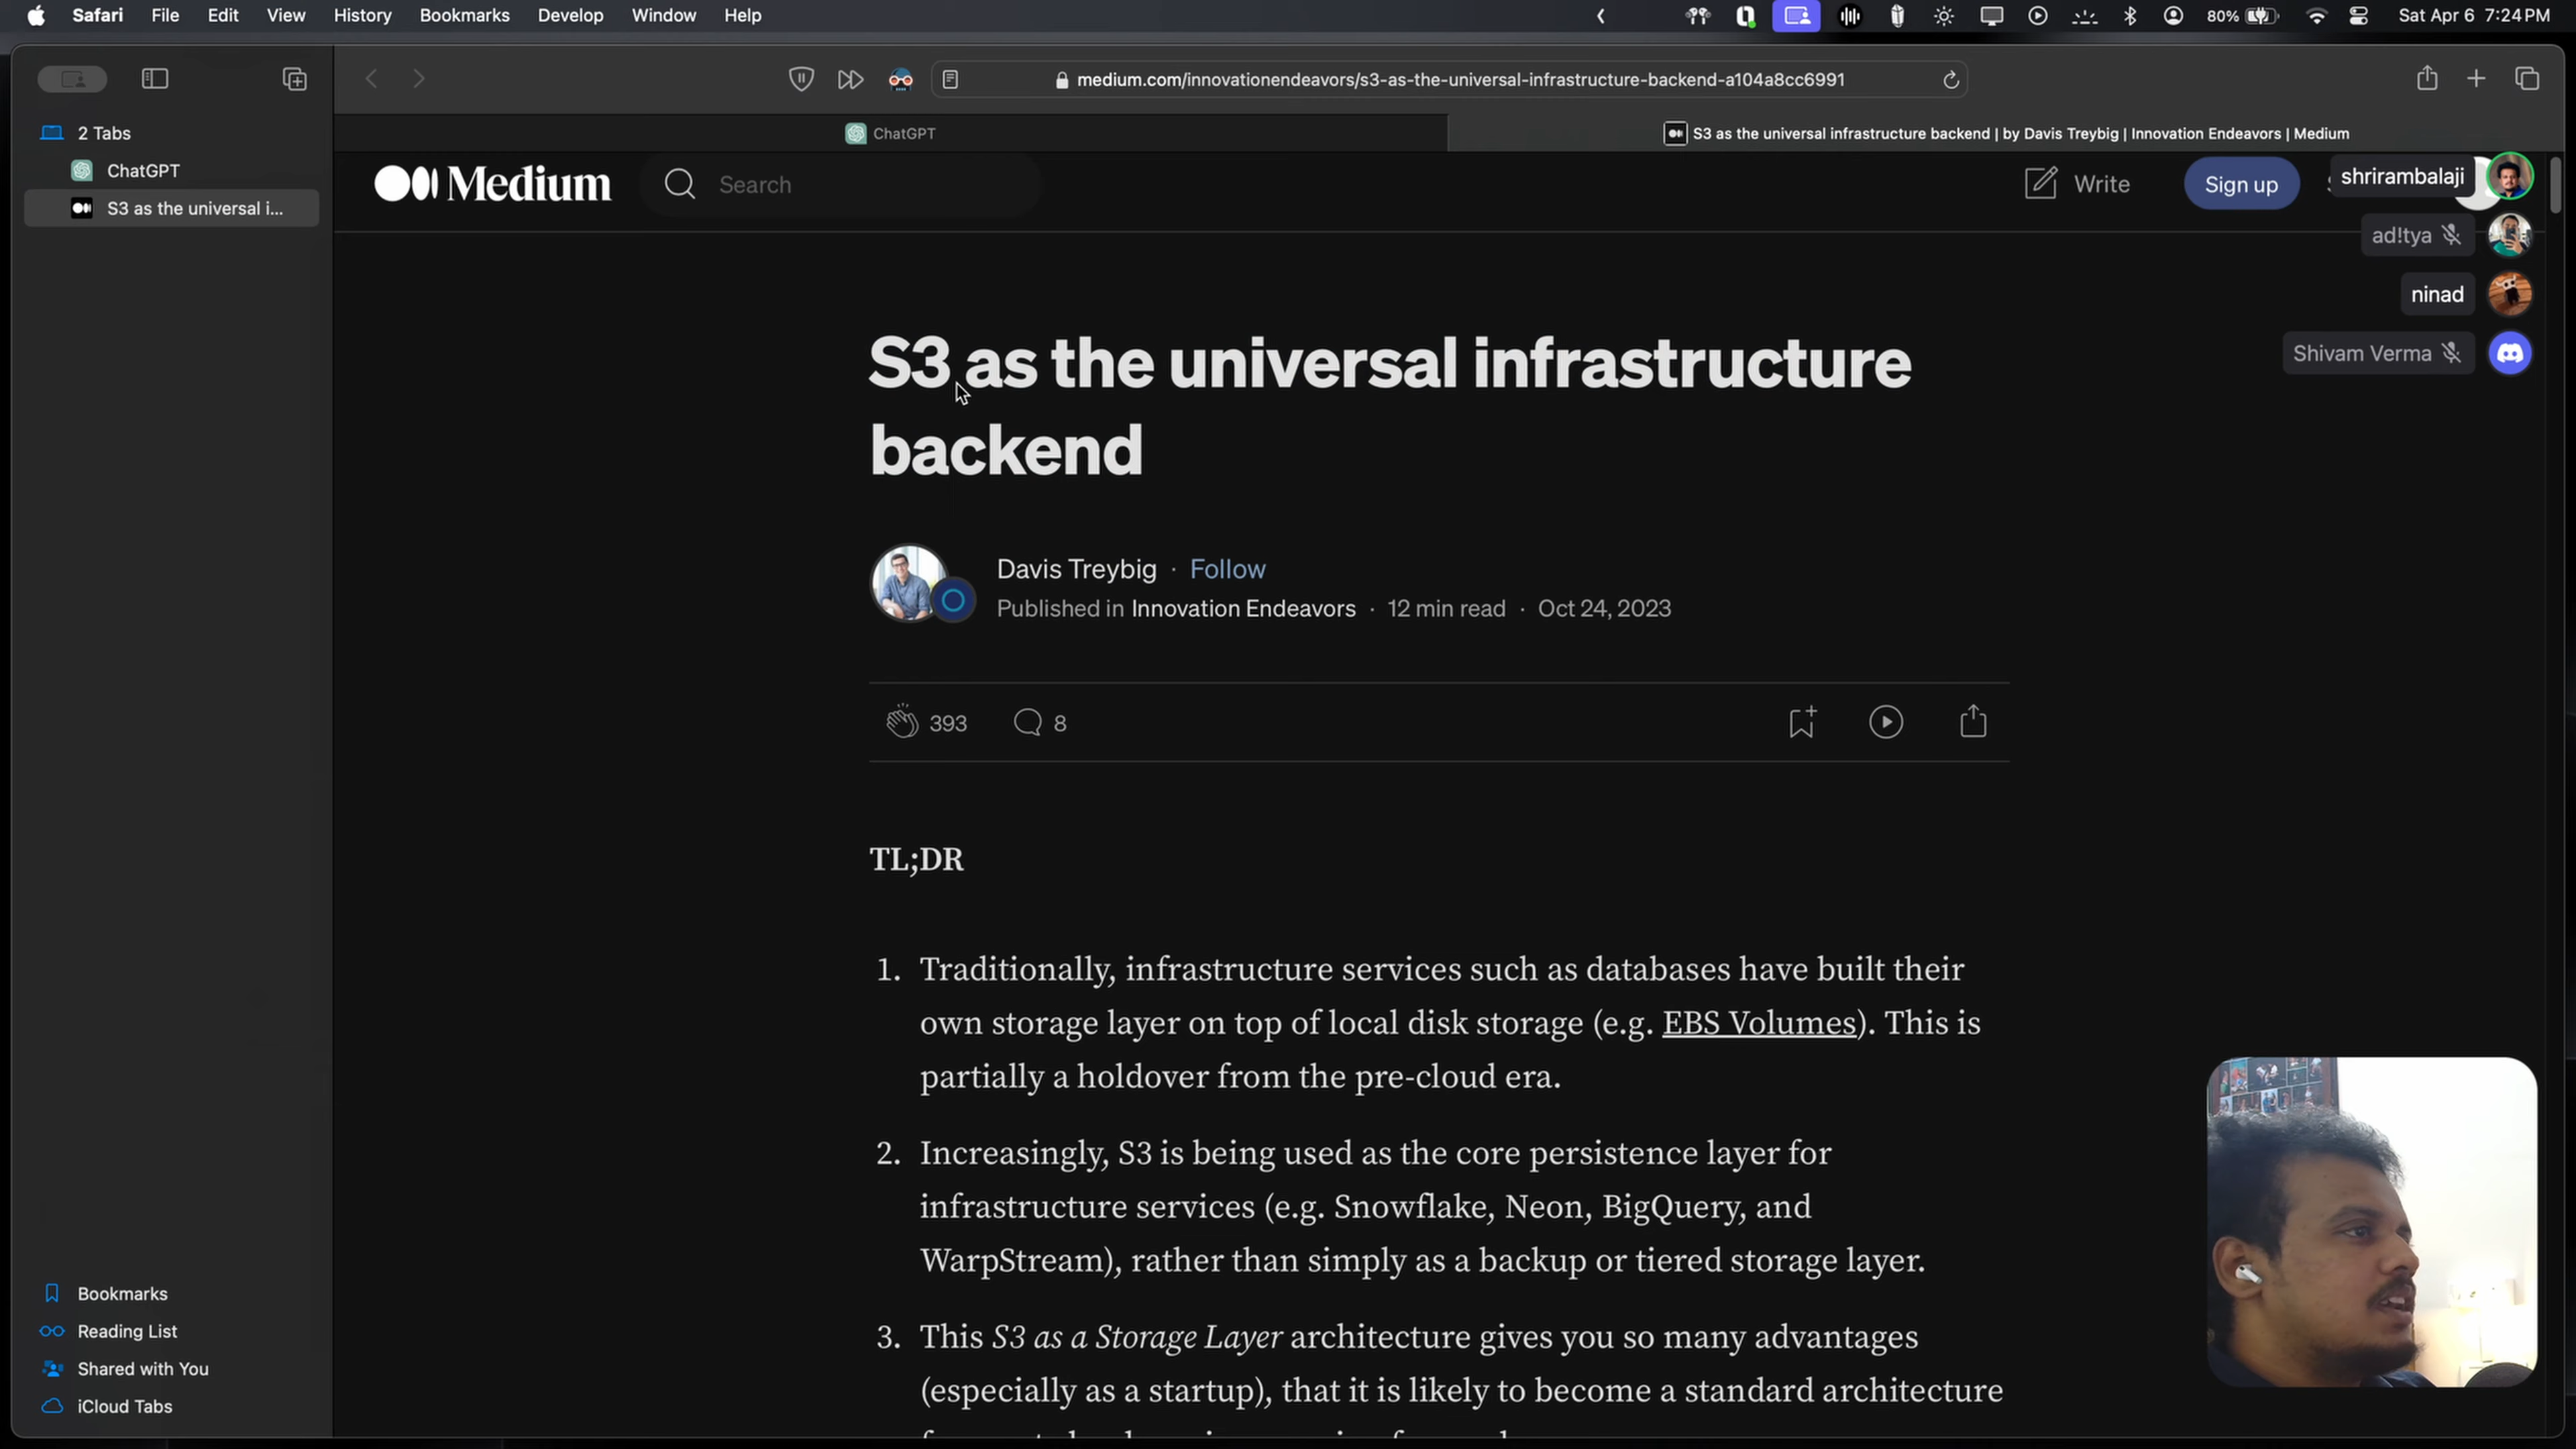 Safari File Edit View History Bookmarks Develop Window Help 80% Sat Apr 6 7:24 PM
medium.com/innovationendeavors/s3-as-the-universal-infrastructure-backend-a104a8cc6991
2 Tabs
ChatGPT
S3 as the universal i...
ChatGPT
S3 as the universal infrastructure backend | by Davis Treybig | Innovation Endeavors | Medium
Medium
Search
Write
Sign up
shrirambalaji
ad!tya
ninad
Shivam Verma
S3 as the universal infrastructure
backend
Davis Treybig · Follow
Published in Innovation Endeavors · 12 min read · Oct 24, 2023
393
8
TL;DR
1. Traditionally, infrastructure services such as databases have built their
own storage layer on top of local disk storage (e.g. EBS Volumes). This is
partially a holdover from the pre-cloud era.
2. Increasingly, S3 is being used as the core persistence layer for
infrastructure services (e.g. Snowflake, Neon, BigQuery, and
WarpStream), rather than simply as a backup or tiered storage layer.
3. This S3 as a Storage Layer architecture gives you so many advantages
(especially as a startup), that it is likely to become a standard architecture
Bookmarks
Reading List
Shared with You
iCloud Tabs